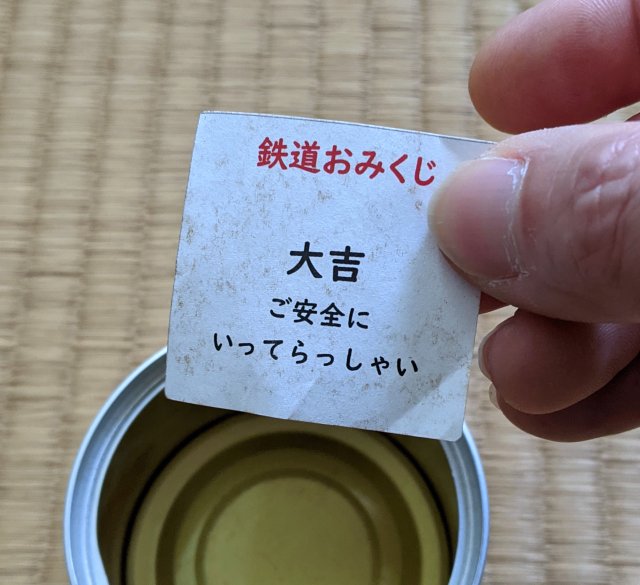 鉄道おみくじ
大吉
ご安全に
いってらっしゃい